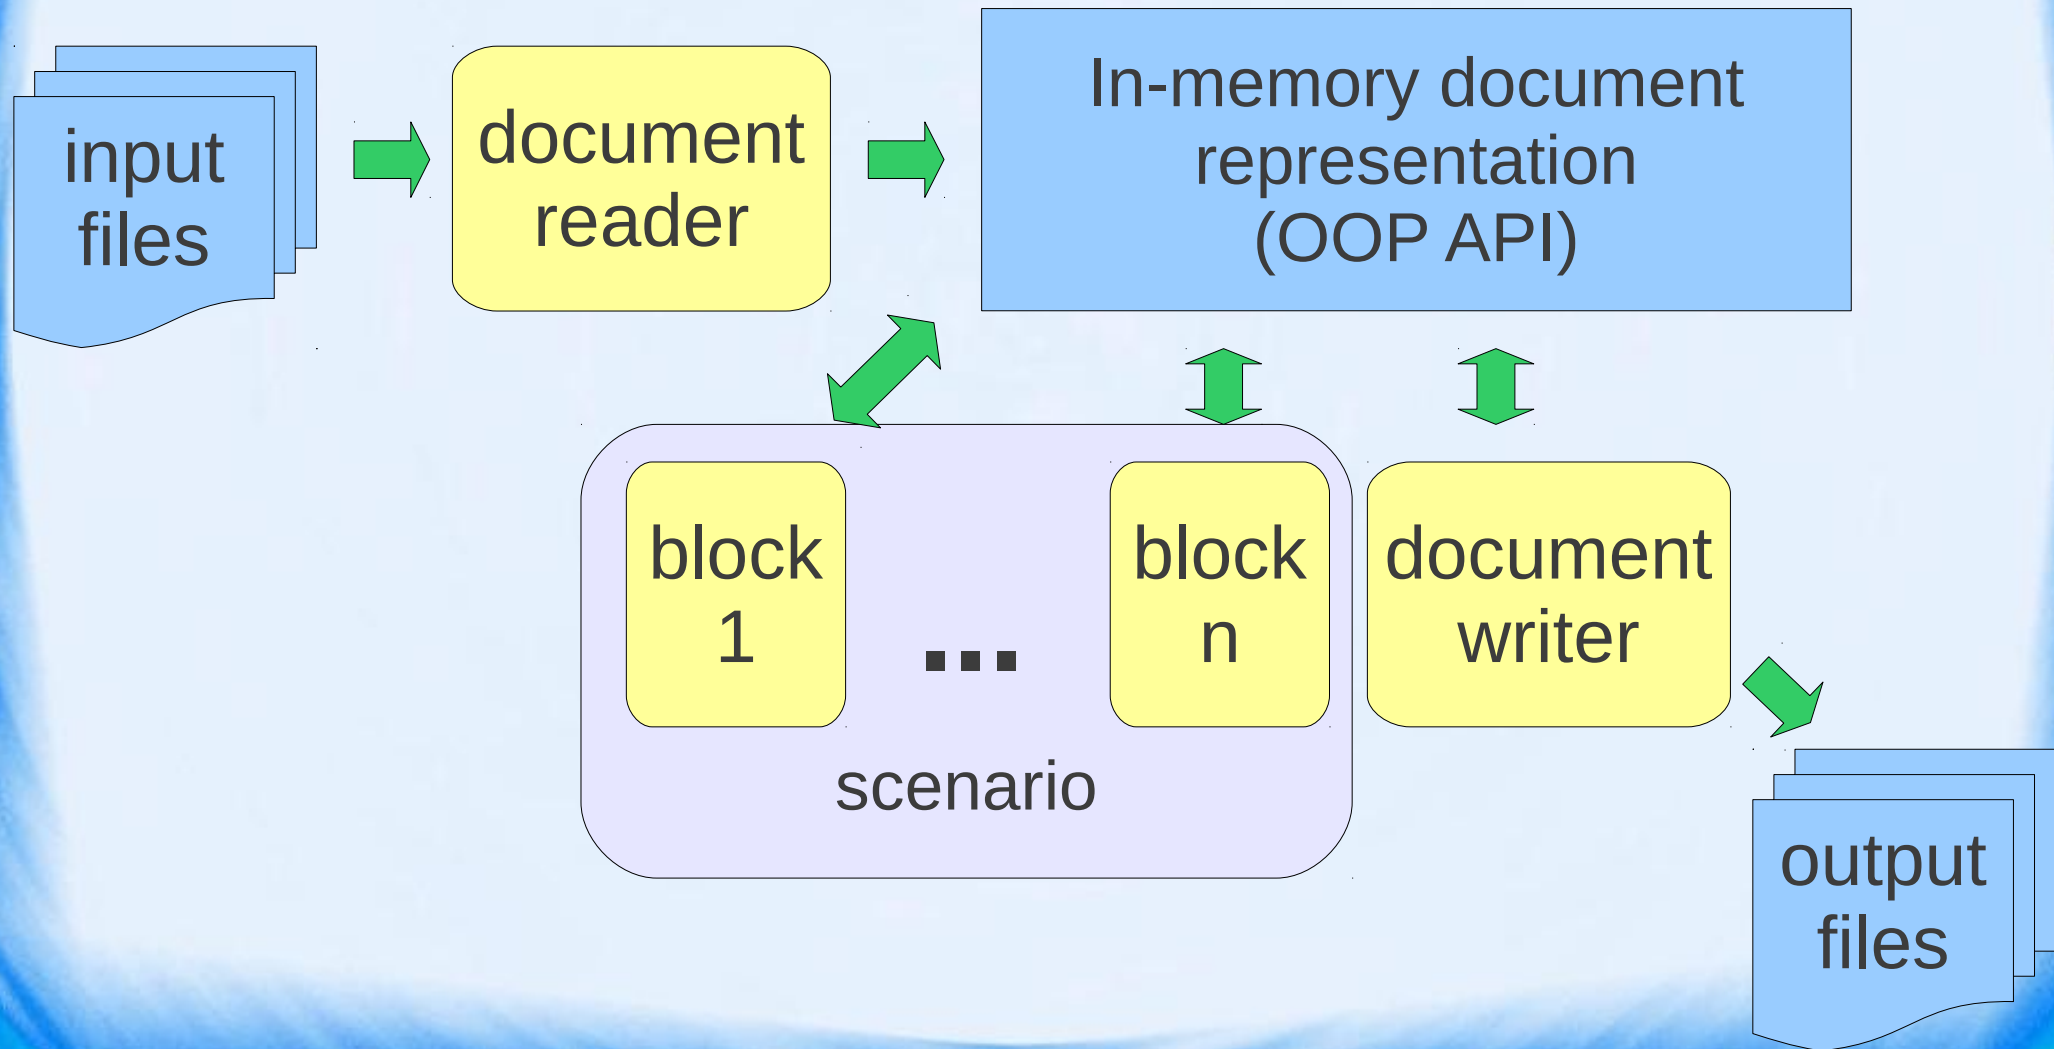 input
files
document
reader
In-memory document
representation
(OOP API)
block
1
...
block
n
document
writer
scenario
output
files